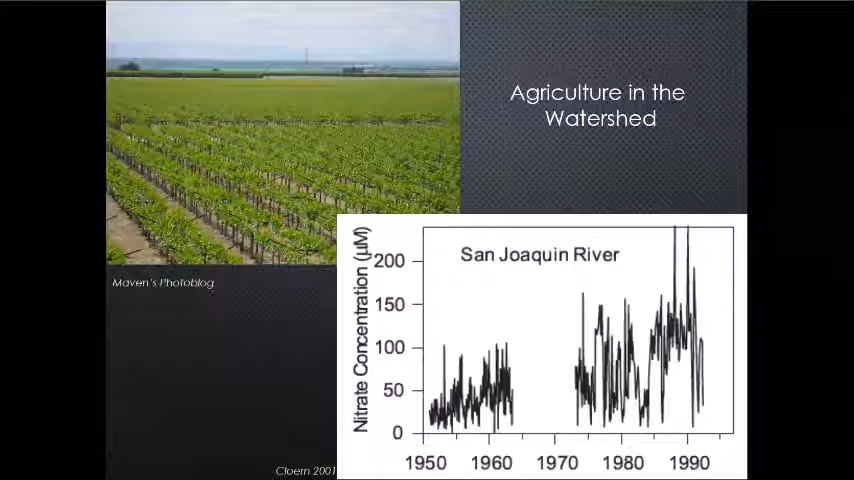 Agriculture in the
Watershed
Maven's Photoblog
San Joaquin River
Nitrate Concentration (µM)
200
150
100
50
0
1950 1960 1970 1980 1990
Cloern 2001